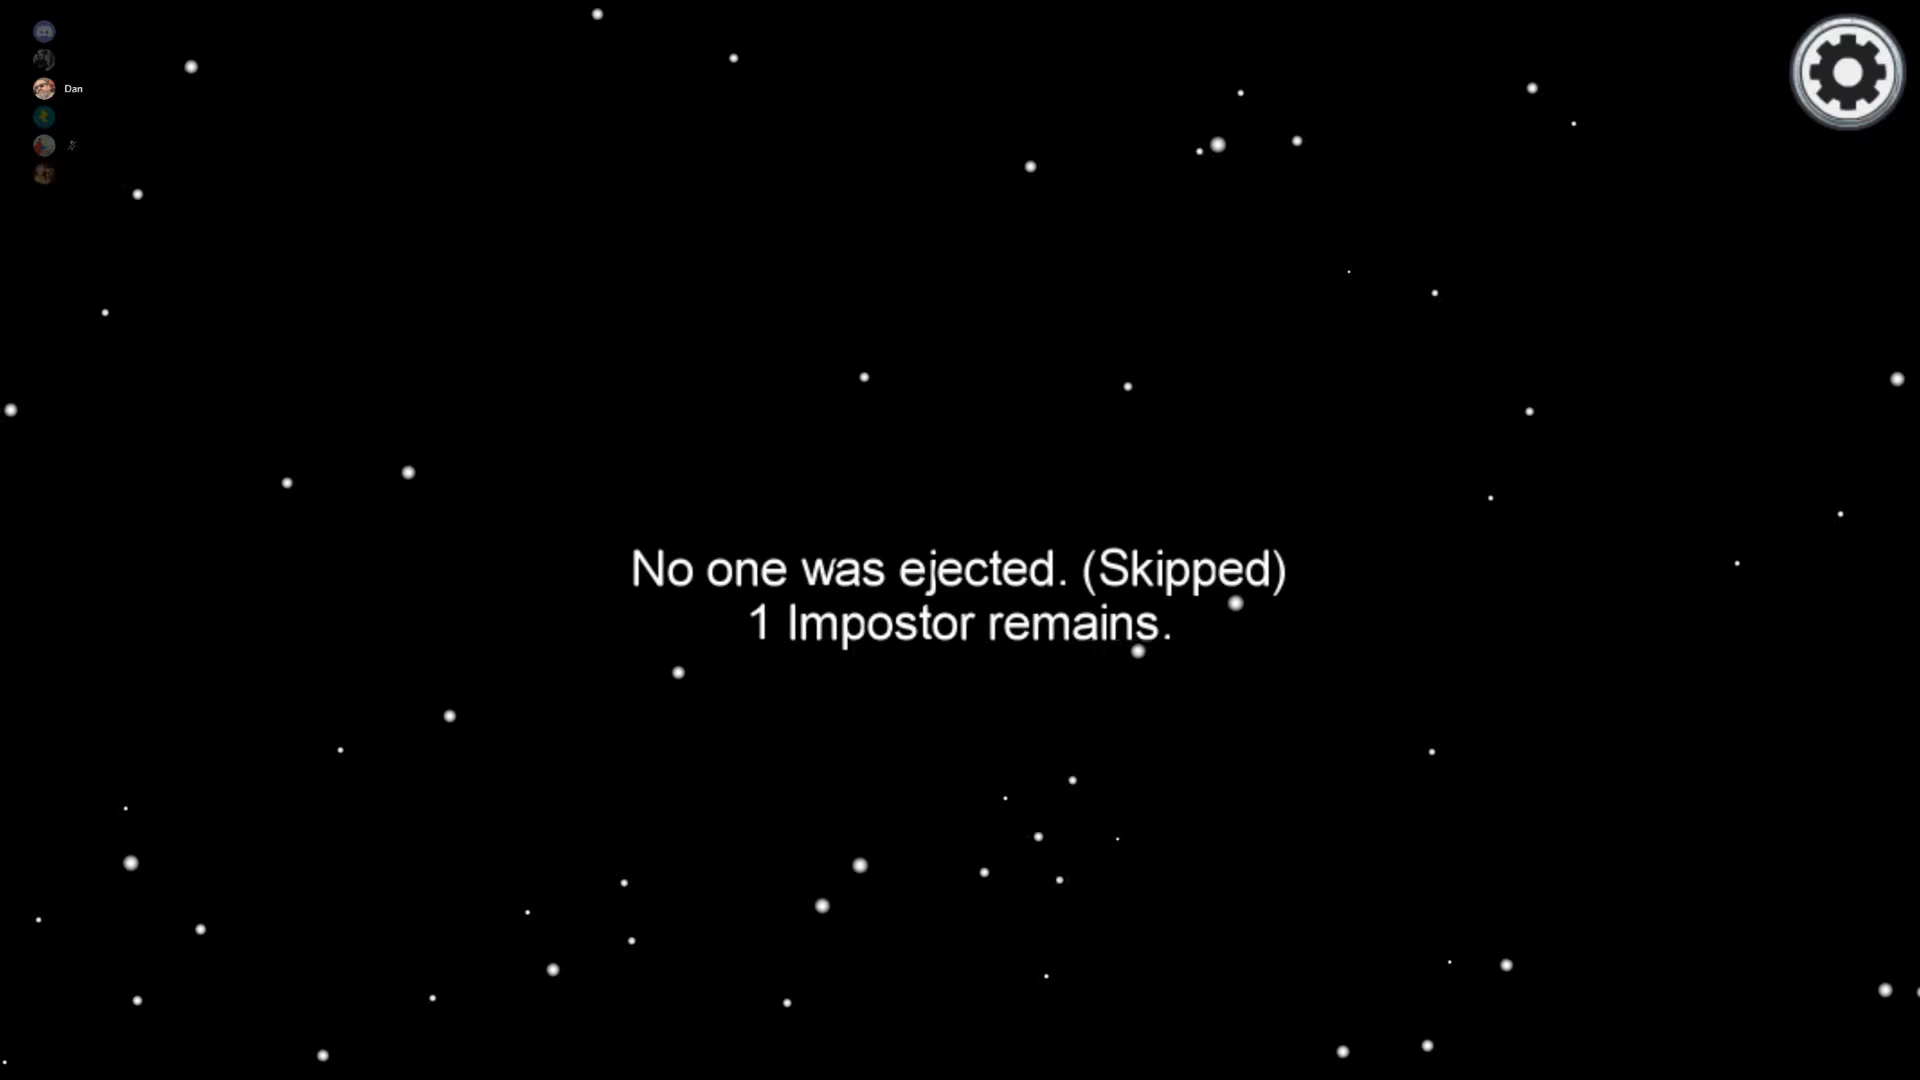 Dan
No one was ejected. (Skipped)
1 Impostor remains.